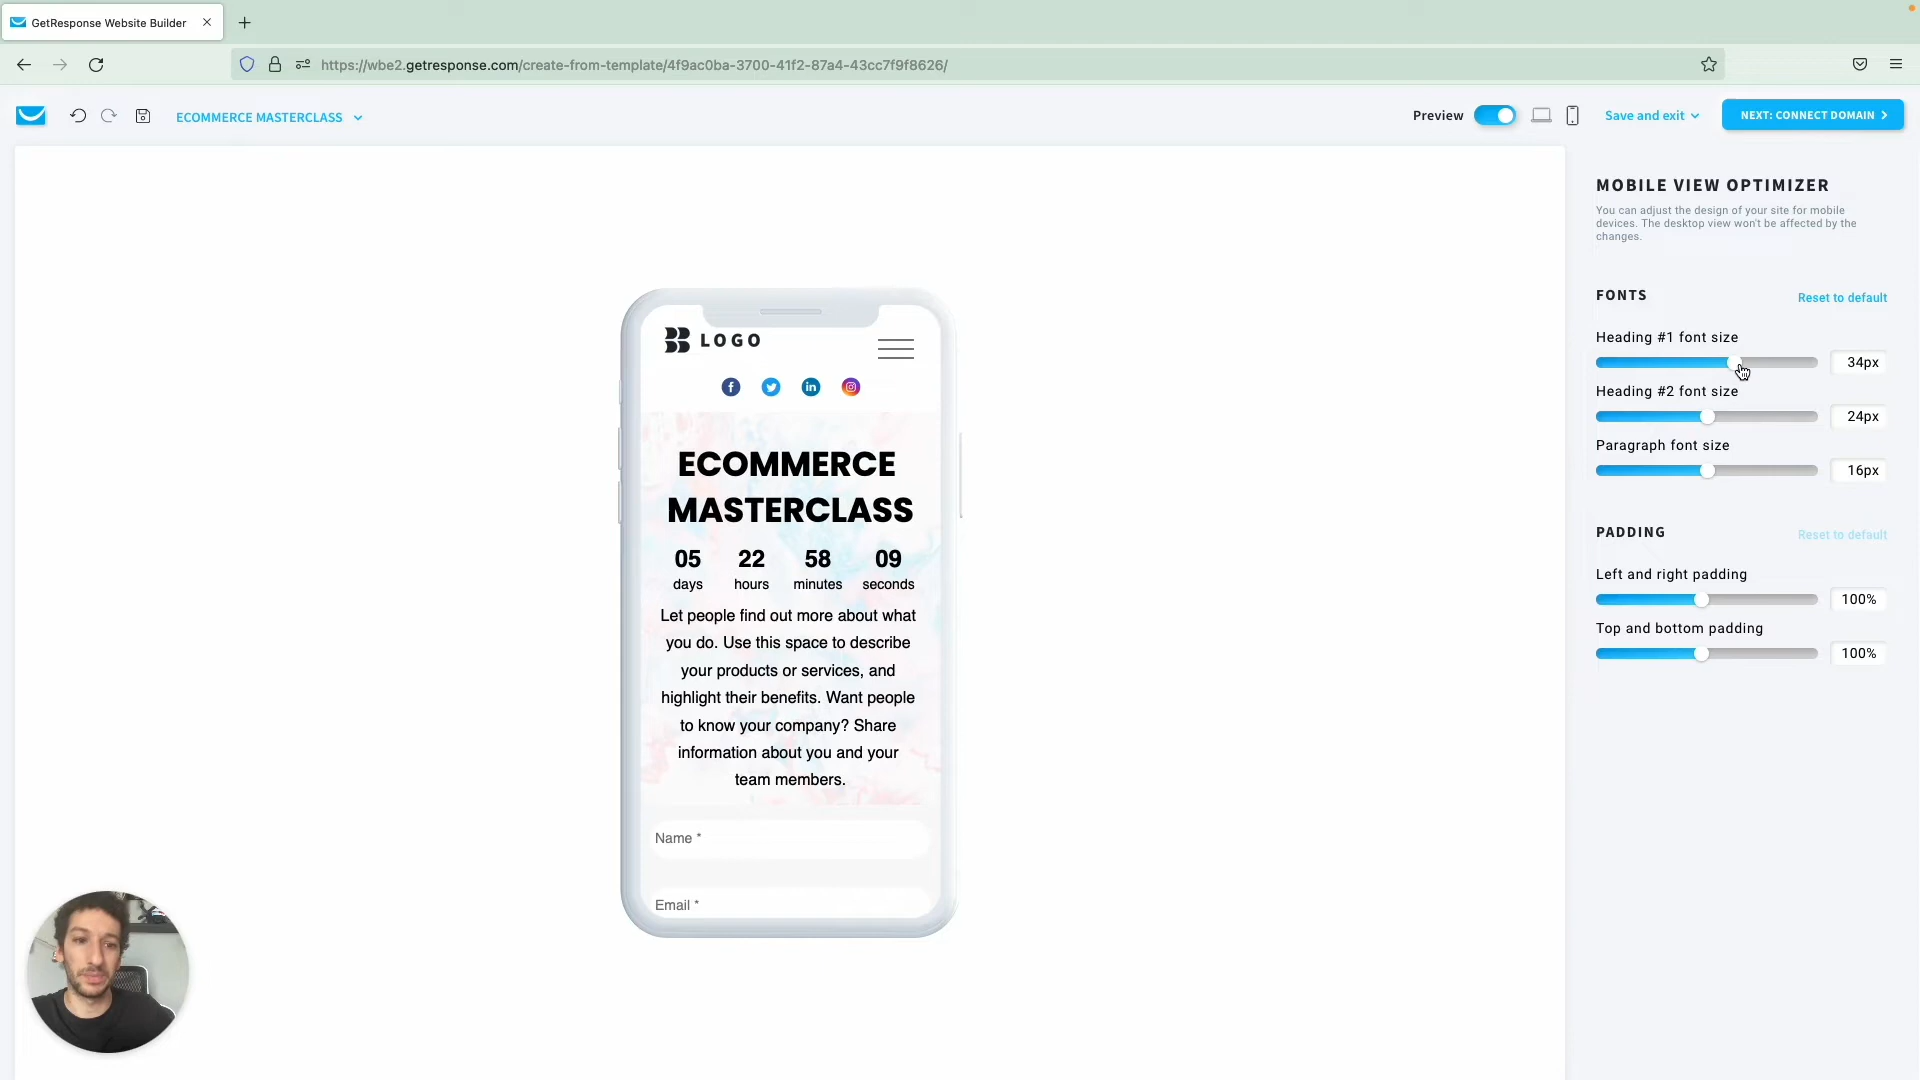 GetResponse Website Builder
https://wbe2.getresponse.com/create-from-template/4f9ac0ba-3700-41f2-87a4-43cc7f9f8626/
ECOMMERCE MASTERCLASS
Preview
Save and exit
NEXT: CONNECT DOMAIN
MOBILE VIEW OPTIMIZER
You can adjust the design of your site for mobile
devices. The desktop view won't be affected by the
changes.
FONTS
Reset to default
Heading #1 font size
34px
Heading #2 font size
24px
Paragraph font size
16px
PADDING
Reset to default
Left and right padding
100%
Top and bottom padding
100%
LOGO
ECOMMERCE
MASTERCLASS
05 22 58 09
days hours minutes seconds
Let people find out more about what
you do. Use this space to describe
your products or services, and
highlight their benefits. Want people
to know your company? Share
information about you and your
team members.
Name *
Email *